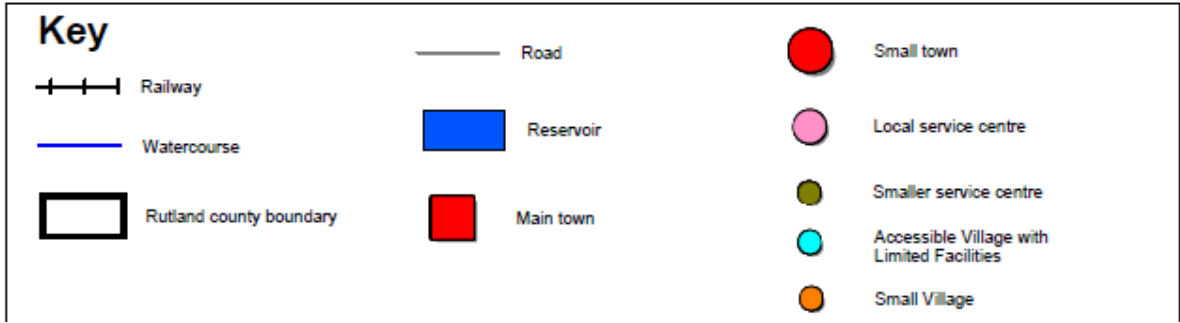 Key
Railway
Watercourse
Rutland county boundary
Road
Reservoir
Main town
Small town
Local service centre
Smaller service centre
Accessible Village with
Limited Facilities
Small Village